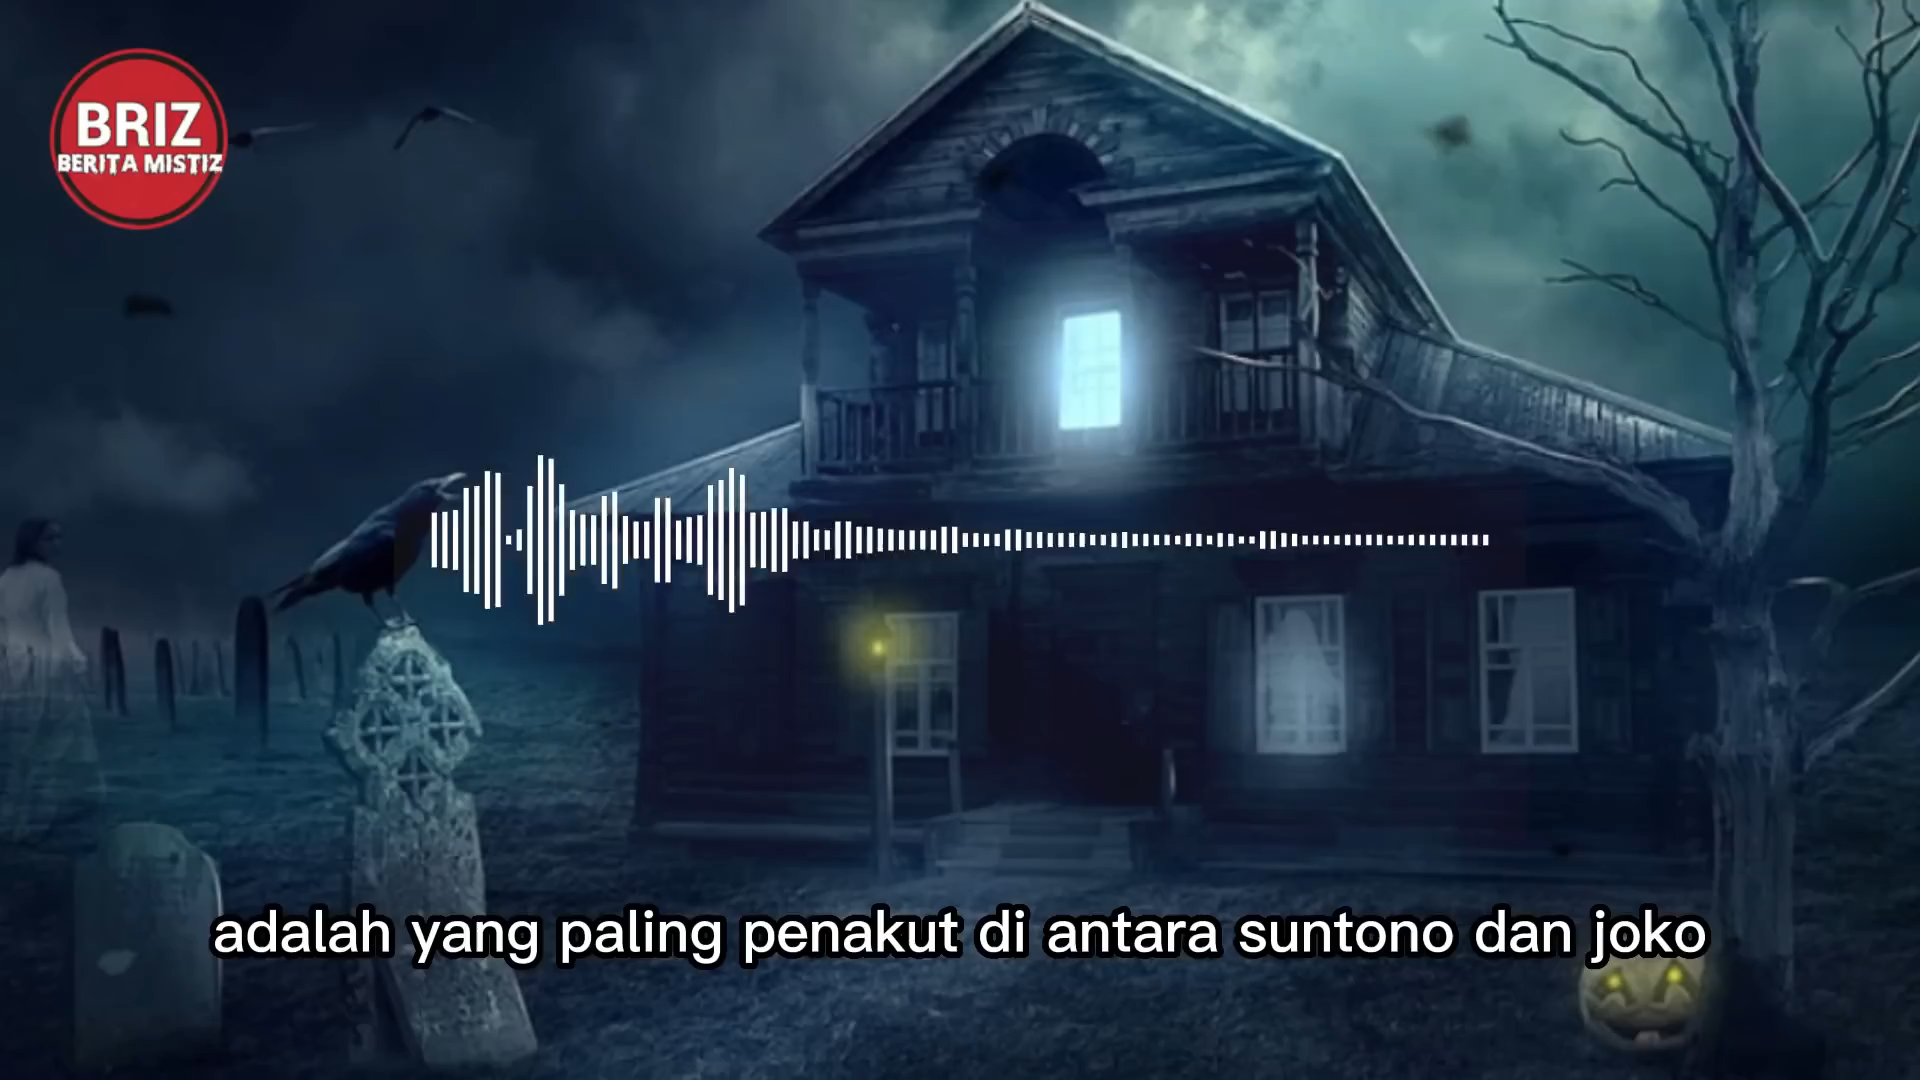 BRIZ
BERITA MISTIZ
adalah yang paling penakut di antara suntono dan joko